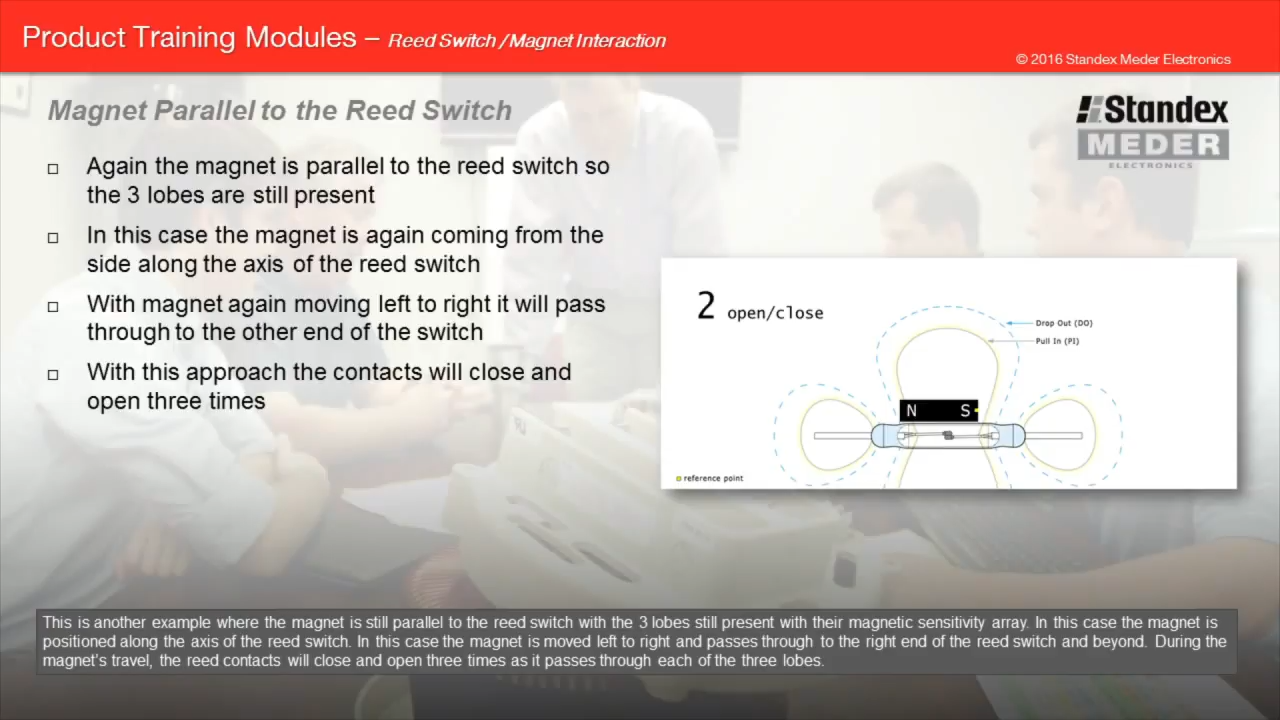 Product Training Modules – Reed Switch / Magnet Interaction
© 2016 Standex Meder Electronics
Magnet Parallel to the Reed Switch
Standex
MEDER
ELECTRONICS
□ Again the magnet is parallel to the reed switch so
the 3 lobes are still present
□ In this case the magnet is again coming from the
side along the axis of the reed switch
□ With magnet again moving left to right it will pass
through to the other end of the switch
□ With this approach the contacts will close and
open three times
2 open/close
Drop Out (DO)
Pull In (PI)
N S
reference point
This is another example where the magnet is still parallel to the reed switch with the 3 lobes still present with their magnetic sensitivity array. In this case the magnet is
positioned along the axis of the reed switch. In this case the magnet is moved left to right and passes through to the right end of the reed switch and beyond. During the
magnet's travel, the reed contacts will close and open three times as it passes through each of the three lobes.